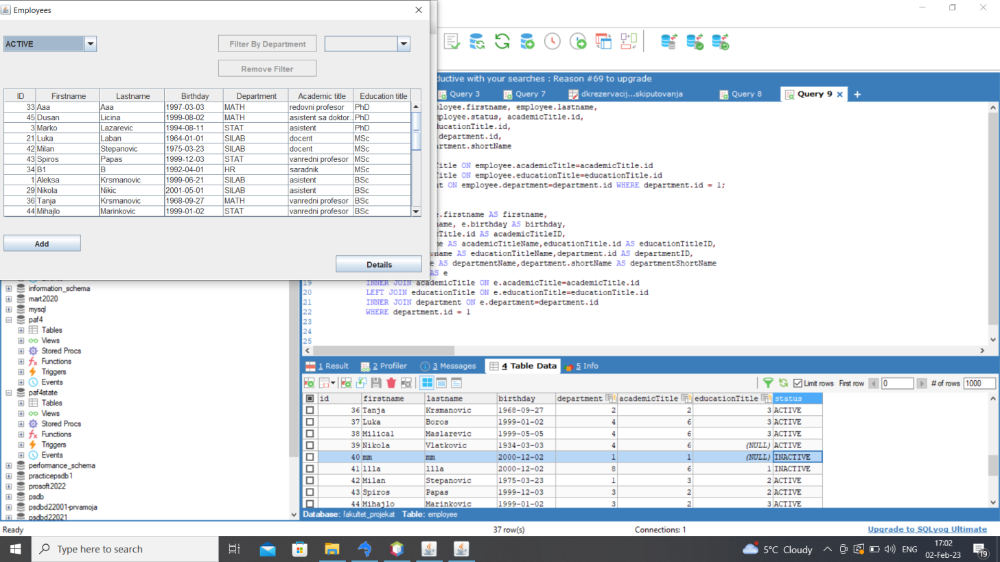 Employees
ACTIVE
Filter By Department
Remove Filter
ID Firstname Lastname Birthday Department Academic title Education title
33 Aaa Aaa 1997-03-03 MATH redovni profesor PhD
45 Dusan Licina 1999-08-02 MATH asistent sa doktor... PhD
3 Marko Lazarevic 1994-08-11 STAT asistent PhD
21 Luka Laban 1964-01-01 SILAB docent MSc
42 Milan Stepanovic 1975-03-23 SILAB docent MSc
43 Spiros Papas 1999-12-03 STAT vanredni profesor MSc
34 B1 B 1992-04-01 HR saradnik MSc
1 Aleksa Krsmanovic 1999-06-21 SILAB asistent BSc
29 Nikola Nikic 2001-05-01 SILAB asistent BSc
36 Tanja Krsmanovic 1968-09-27 MATH vanredni profesor BSc
44 Mihajlo Marinkovic 1999-01-02 STAT vanredni profesor BSc
Add
Details
ductive with your searches : Reason #69 to upgrade
Query 3 Query 7 dkrezervacij...skiputovanja Query 8 Query 9
ployee.firstname, employee.lastname,
ployee.status, academicTitle.id,
ducationTitle.id,
department.id,
artment.shortName
Title ON employee.academicTitle=academicTitle.id
Title ON employee.educationTitle=educationTitle.id
nt ON employee.department=department.id WHERE department.id = 1;
e.firstname AS firstname,
name, e.birthday AS birthday,
cTitle.id AS academicTitleID,
me AS academicTitleName,educationTitle.id AS educationTitleID,
.name AS educationTitleName,department.id AS departmentID,
e AS departmentName,department.shortName AS departmentShortName
AS e
19 INNER JOIN academicTitle ON e.academicTitle=academicTitle.id
20 LEFT JOIN educationTitle ON e.educationTitle=educationTitle.id
21 INNER JOIN department ON e.department=department.id
22 WHERE department.id = 1
23
24
25
Events
information_schema
mart2020
mysql
paf4
Tables
Views
Stored Procs
Functions
Triggers
Events
paf4state
Tables
Views
Stored Procs
Functions
Triggers
Events
performance_schema
practicepsdb1
prosoft2022
psdb
psdbd22001-prvamoja
psdbd22021
1 Result 2 Profiler 3 Messages 4 Table Data 5 Info
Limit rows First row 0 # of rows 1000
id firstname lastname birthday department academicTitle educationTitle status
36 Tanja Krsmanovic 1968-09-27 2 2 3 ACTIVE
37 Luka Boros 1999-01-02 4 6 3 ACTIVE
38 Milical Maslarevic 1999-05-05 4 6 3 ACTIVE
39 Nikola Vlatkovic 1934-03-03 4 6 (NULL) ACTIVE
40 mm mm 2000-12-02 1 1 (NULL) INACTIVE
41 111a 111a 2000-12-02 8 6 1 INACTIVE
42 Milan Stepanovic 1975-03-23 1 3 2 ACTIVE
43 Spiros Papas 1999-12-03 3 2 2 ACTIVE
44 Mihajlo Marinkovic 1999-01-02 3 2 3 ACTIVE
Database: fakultet_projekat Table: employee
Ready 37 row(s) Connections: 1 Upgrade to SQLyog Ultimate
Type here to search
5°C Cloudy
ENG
17:02
02-Feb-23
19